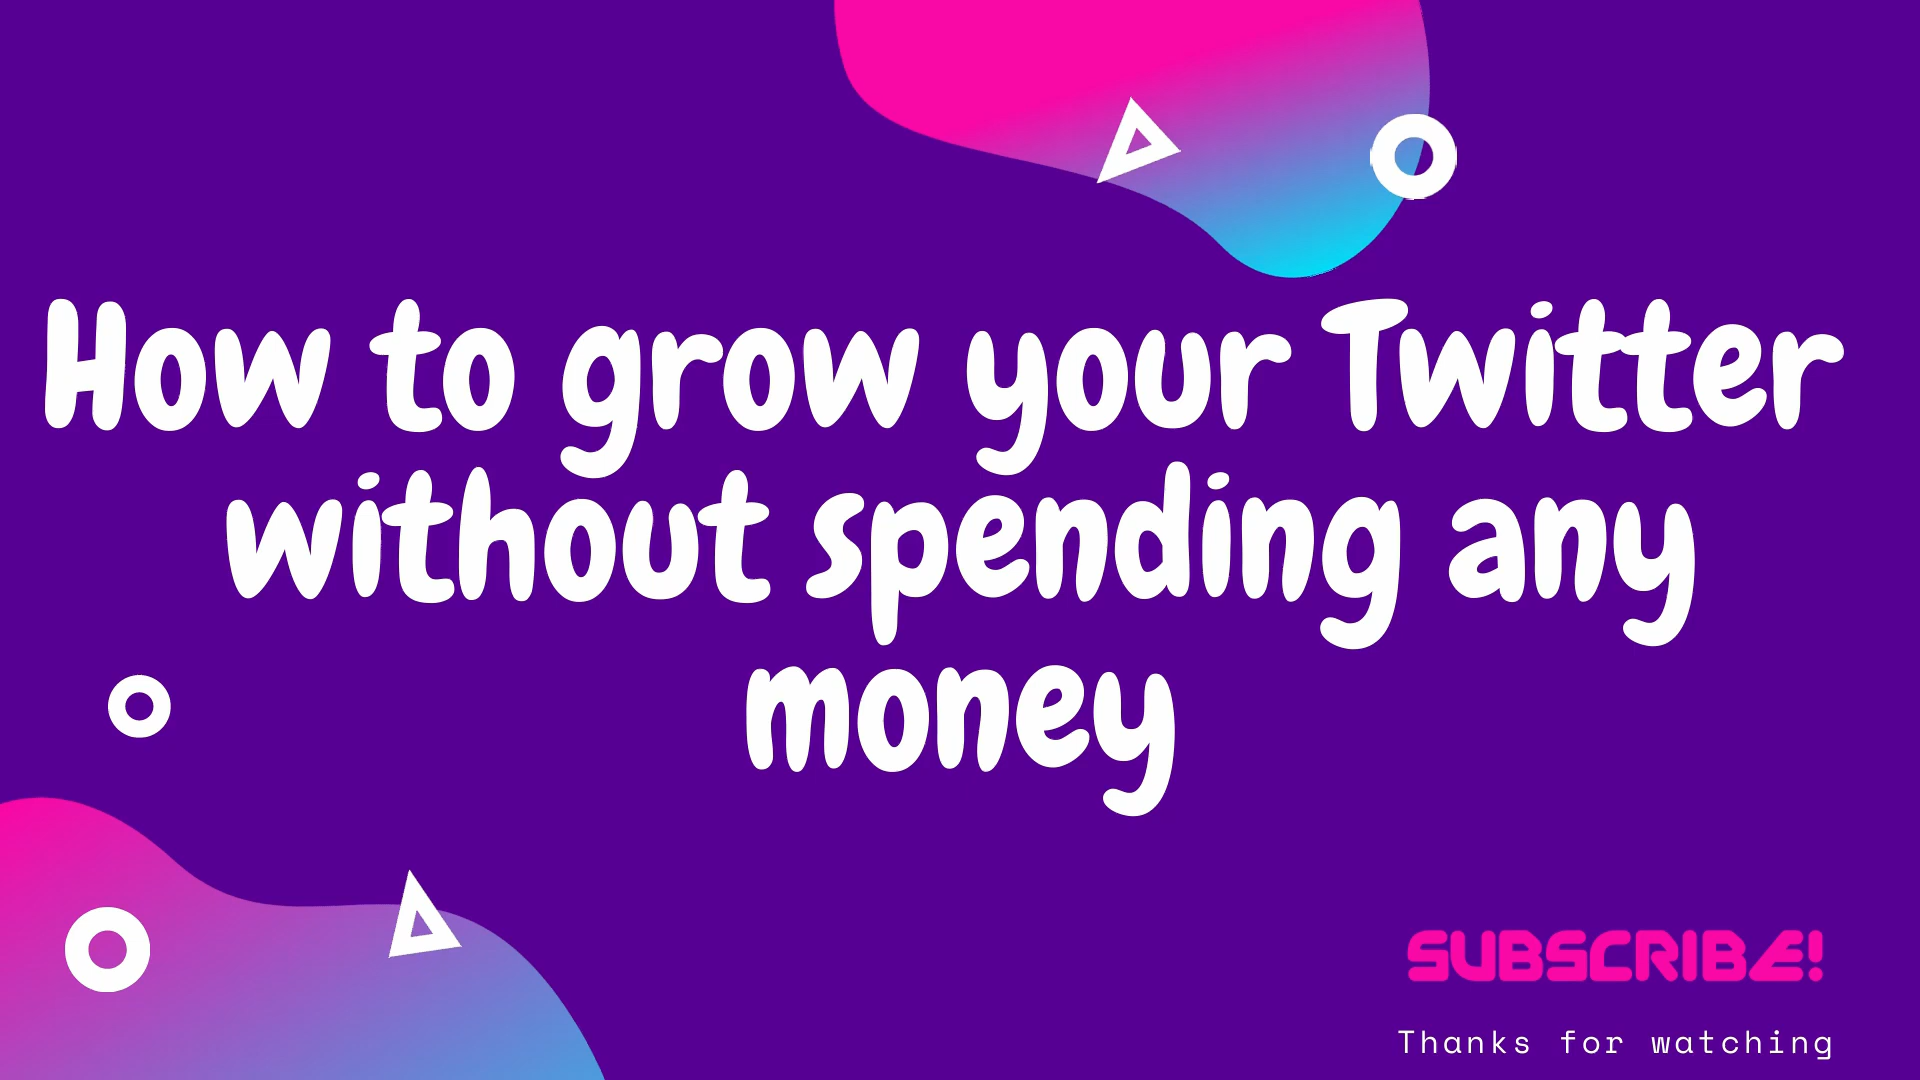 How to grow your Twitter
without spending any
money
SUBSCRIBE!
Thanks for watching